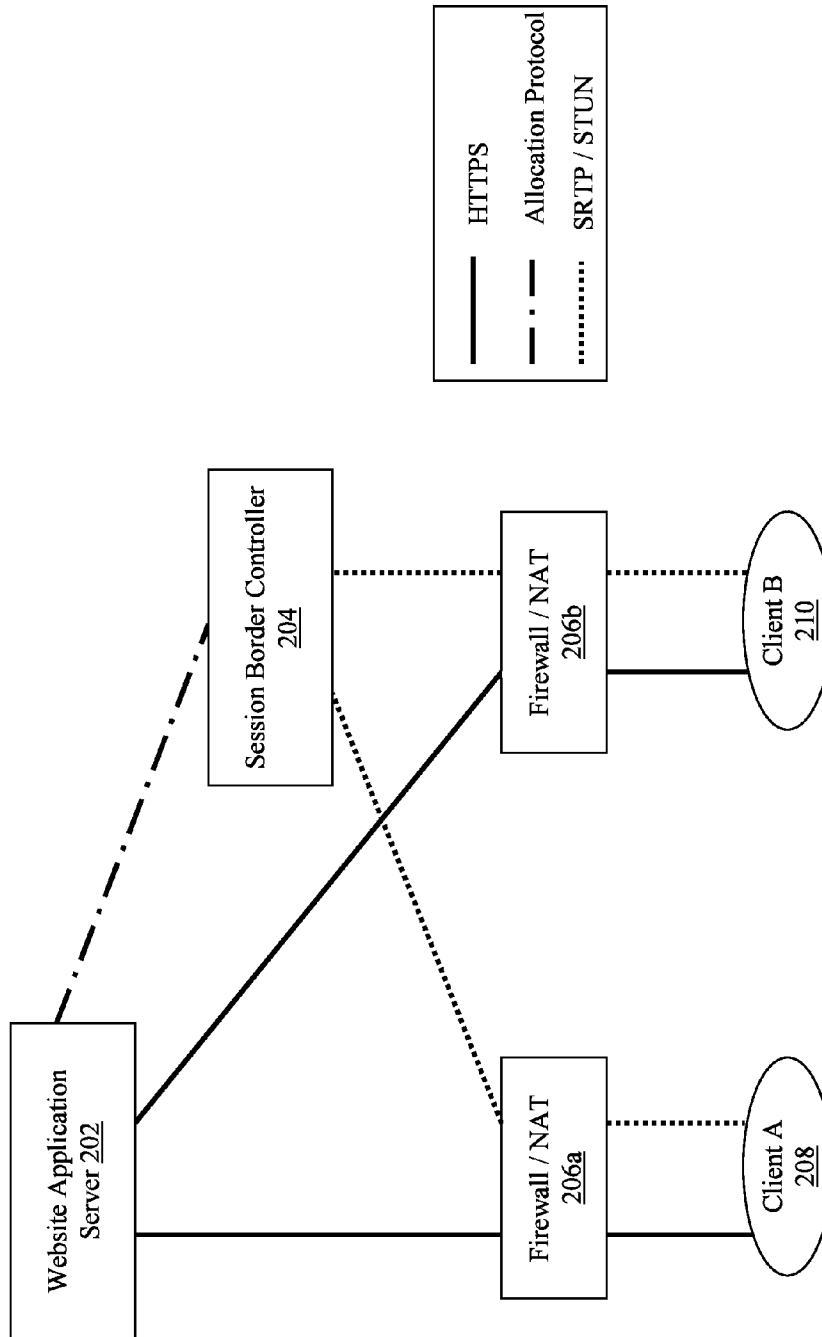 Website Application
Server 202
Session Border Controller
204
Firewall / NAT
206a
Firewall / NAT
206b
Client A
208
Client B
210
HTTPS
Allocation Protocol
SRTP / STUN